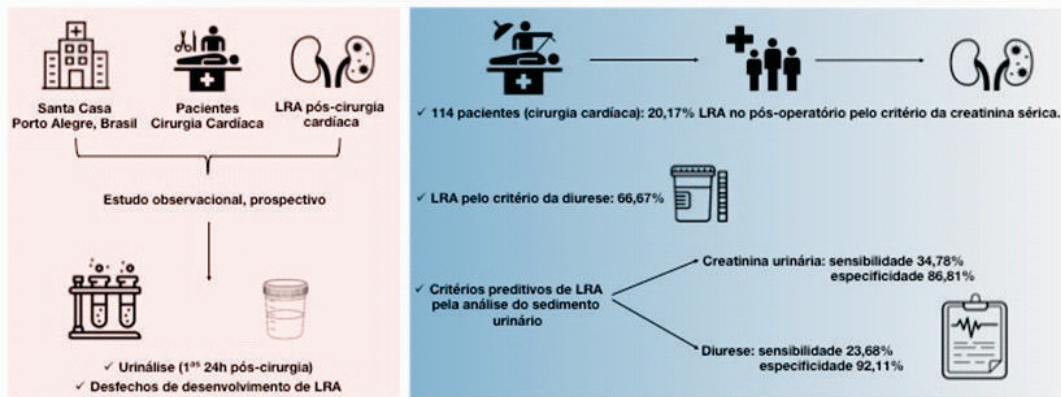 Santa Casa
Porto Alegre, Brasil
Pacientes
Cirurgia Cardíaca
LRA pós-cirurgia
cardíaca
Estudo observacional, prospectivo
✓ Urinálise (1ªˢ 24h pós-cirurgia)
✓ Desfechos de desenvolvimento de LRA
✓ 114 pacientes (cirurgia cardíaca): 20,17% LRA no pós-operatório pelo critério da creatinina sérica.
✓ LRA pelo critério da diurese: 66,67%
✓ Critérios preditivos de LRA
pela análise do sedimento
urinário
Creatinina urinária: sensibilidade 34,78%
especificidade 86,81%
Diurese: sensibilidade 23,68%
especificidade 92,11%